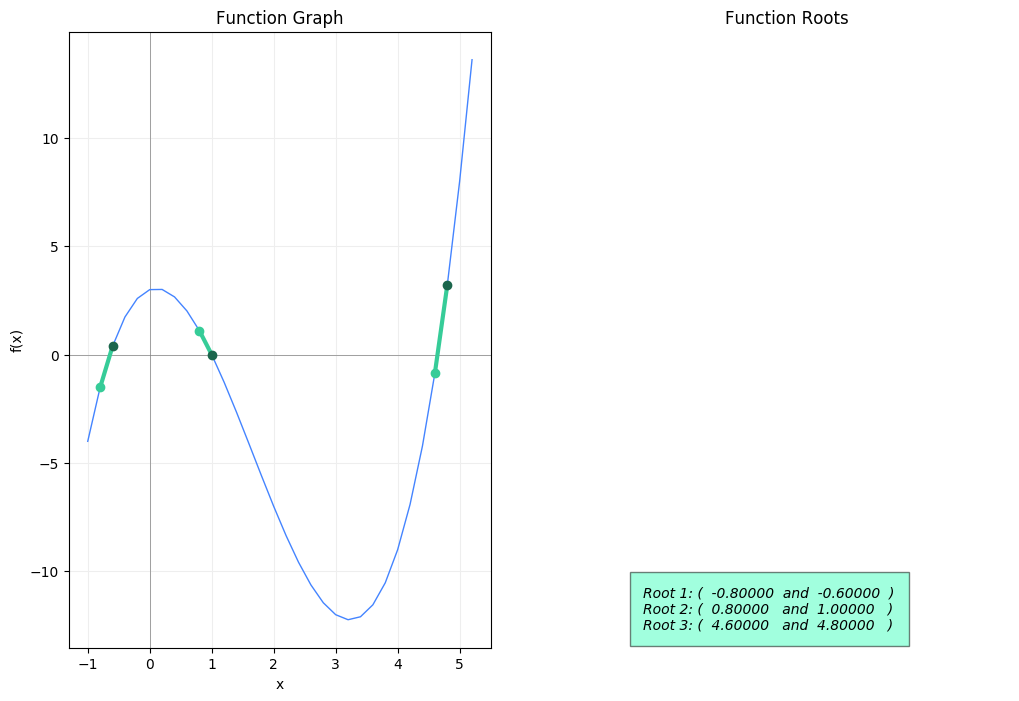 Function Graph
Function Roots
f(x)
10
5
0
−5
−10
−1 0 1 2 3 4 5
x
Root 1: ( -0.80000 and -0.60000 )
Root 2: ( 0.80000 and 1.00000 )
Root 3: ( 4.60000 and 4.80000 )